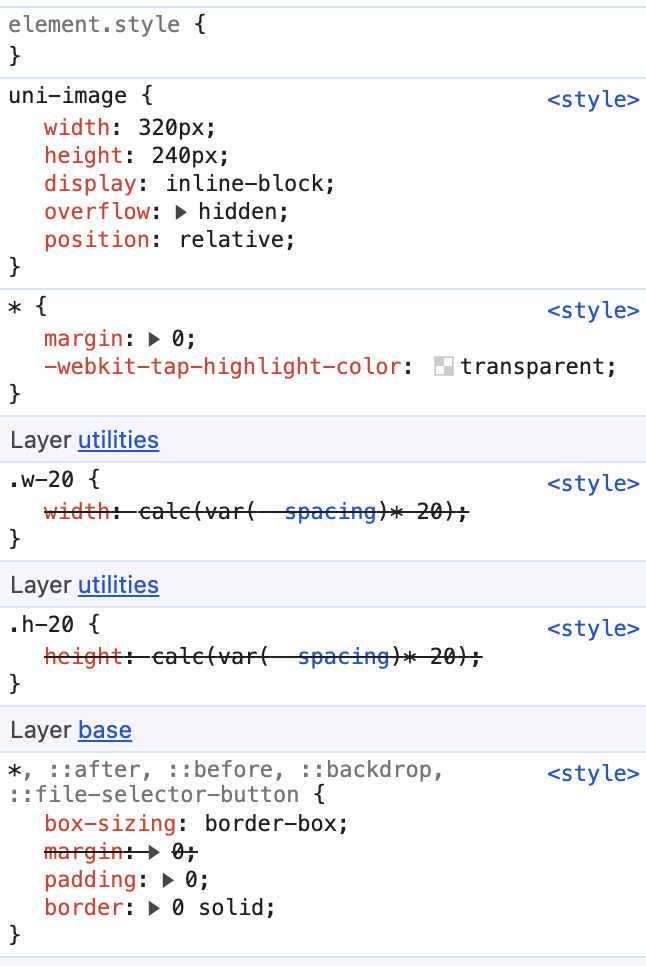 element.style {
}
uni-image { <style>
width: 320px;
height: 240px;
display: inline-block;
overflow: ▶ hidden;
position: relative;
}
* { <style>
margin: ▶ 0;
-webkit-tap-highlight-color: transparent;
}
Layer utilities
.w-20 { <style>
width: calc(var(--spacing)* 20);
}
Layer utilities
.h-20 { <style>
height: calc(var(--spacing)* 20);
}
Layer base
*, ::after, ::before, ::backdrop, <style>
::file-selector-button {
box-sizing: border-box;
margin: ▶ 0;
padding: ▶ 0;
border: ▶ 0 solid;
}